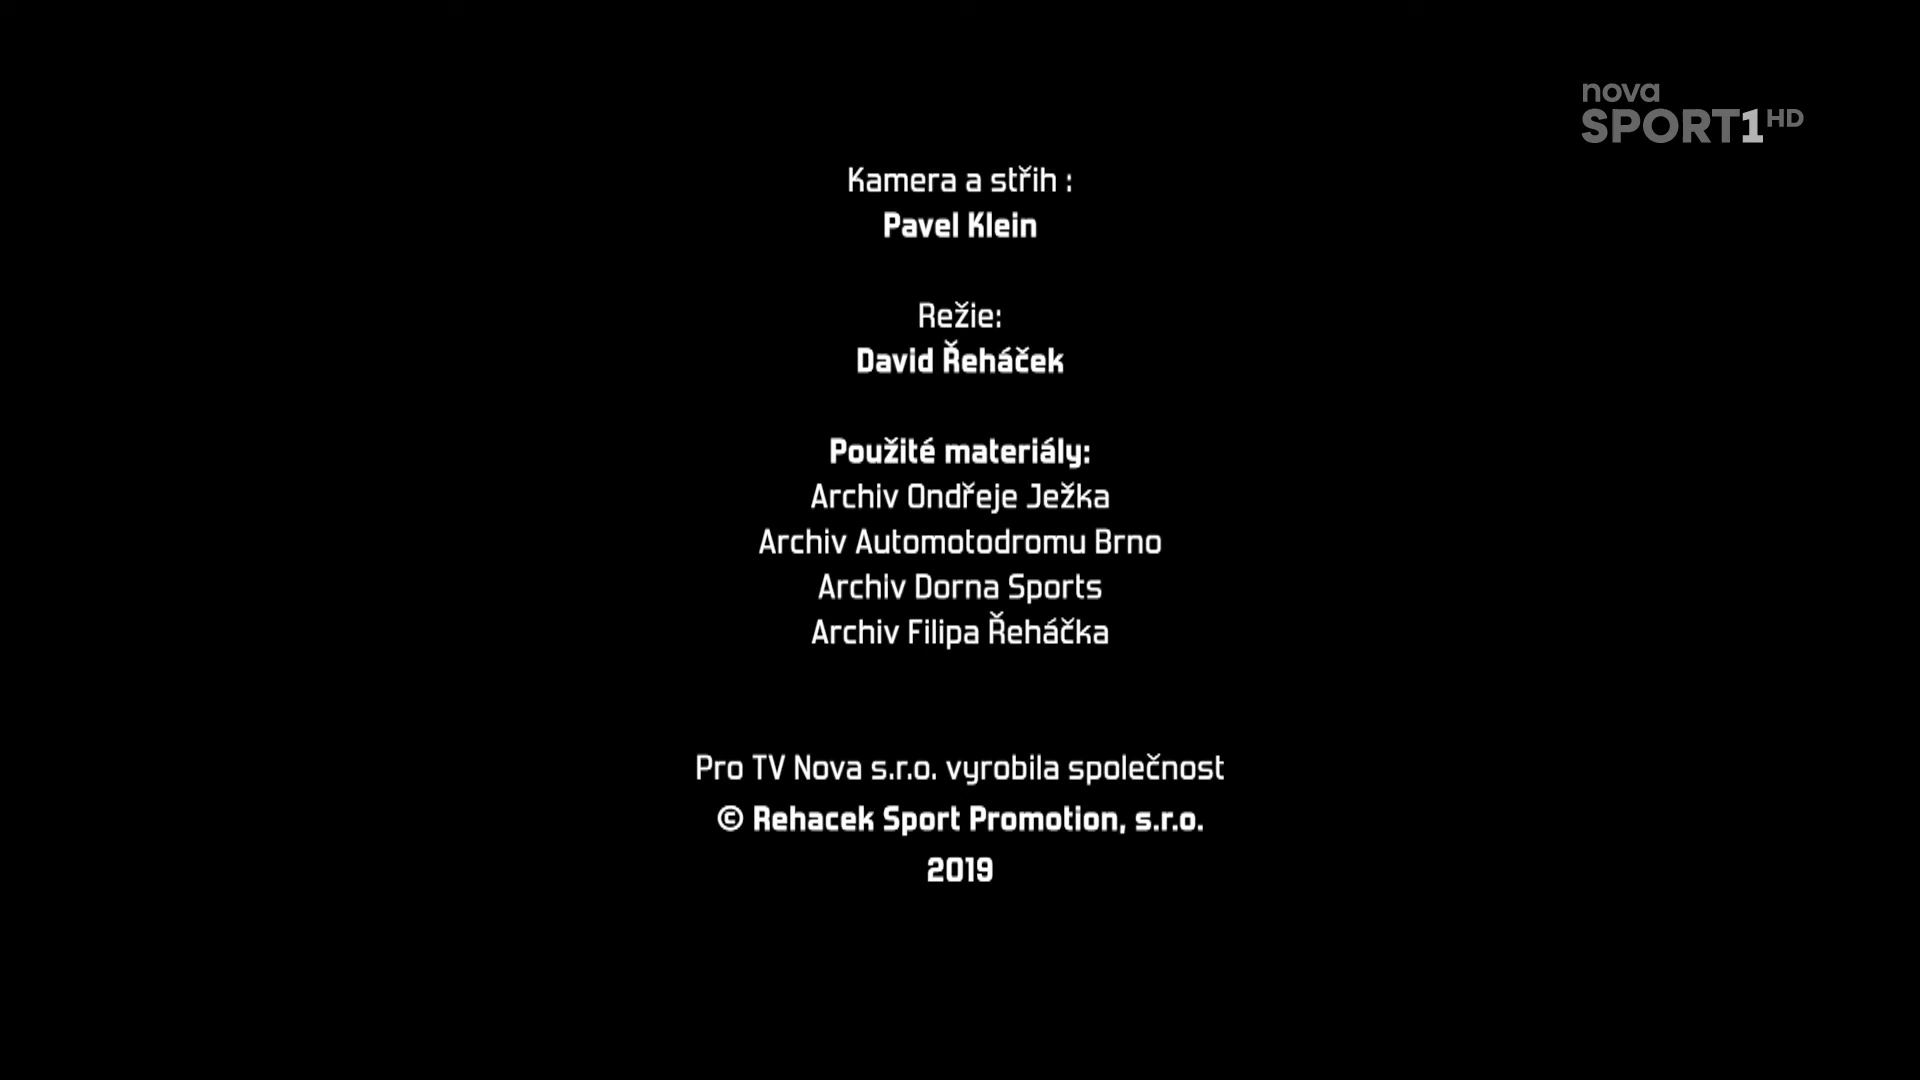 nova
SPORT1 HD
Kamera a střih :
Pavel Klein
Režie:
David Řeháček
Použité materiály:
Archiv Ondřeje Ježka
Archiv Automotodromu Brno
Archiv Dorna Sports
Archiv Filipa Řeháčka
Pro TV Nova s.r.o. vyrobila společnost
© Rehacek Sport Promotion, s.r.o.
2019